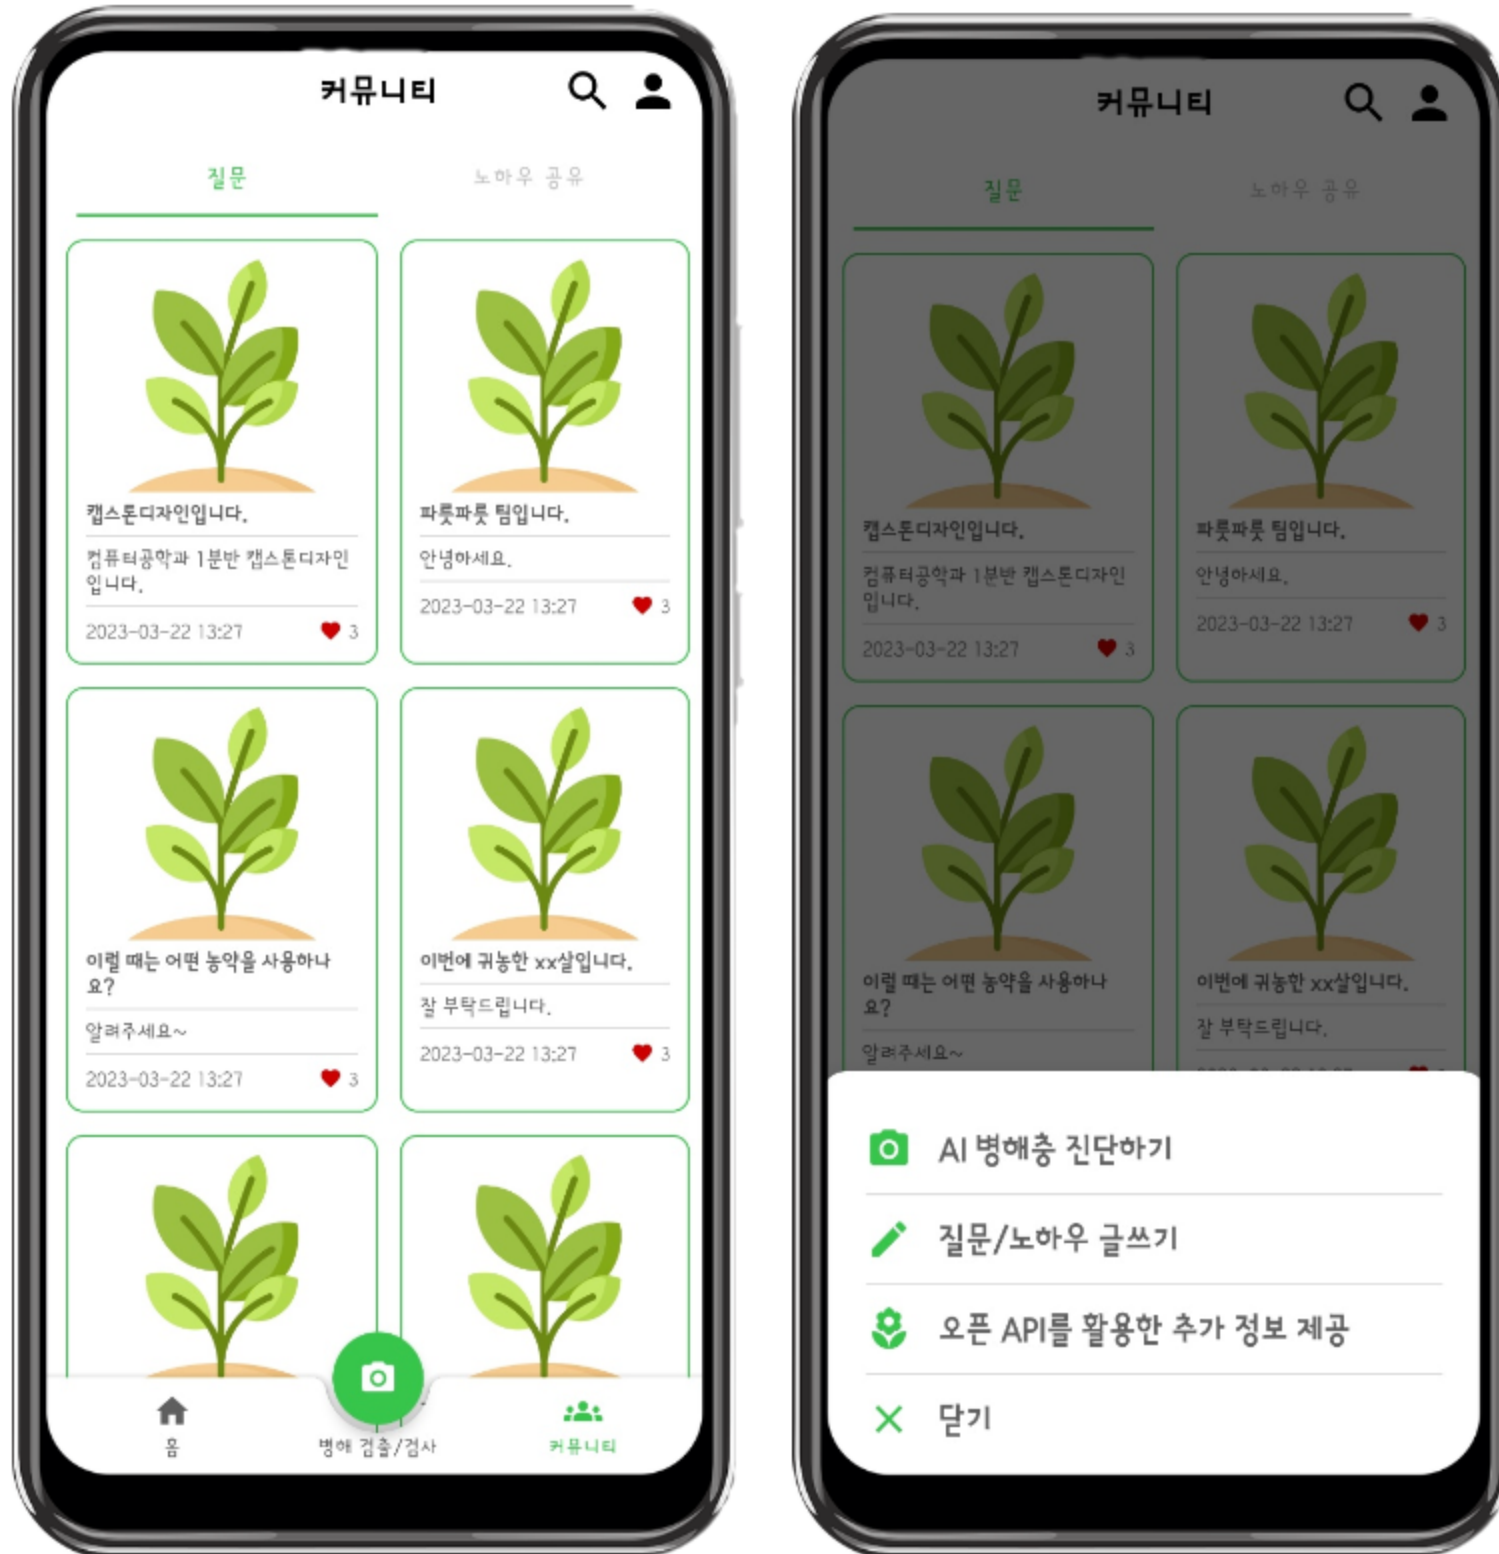 커뮤니티
질문
노하우 공유
캡스톤디자인입니다.
컴퓨터공학과 1분반 캡스톤디자인
입니다.
2023-03-22 13:27
3
파릇파릇 팀입니다.
안녕하세요.
2023-03-22 13:27
3
이럴 때는 어떤 농약을 사용하나
요?
알려주세요~
2023-03-22 13:27
3
이번에 귀농한 xx살입니다.
잘 부탁드립니다.
2023-03-22 13:27
3
홈
병해 검출/검사
커뮤니티
커뮤니티
질문
노하우 공유
캡스톤디자인입니다.
컴퓨터공학과 1분반 캡스톤디자인
입니다.
2023-03-22 13:27
3
파릇파릇 팀입니다.
안녕하세요.
2023-03-22 13:27
3
이럴 때는 어떤 농약을 사용하나
요?
알려주세요~
이번에 귀농한 xx살입니다.
잘 부탁드립니다.
AI 병해충 진단하기
질문/노하우 글쓰기
오픈 API를 활용한 추가 정보 제공
닫기